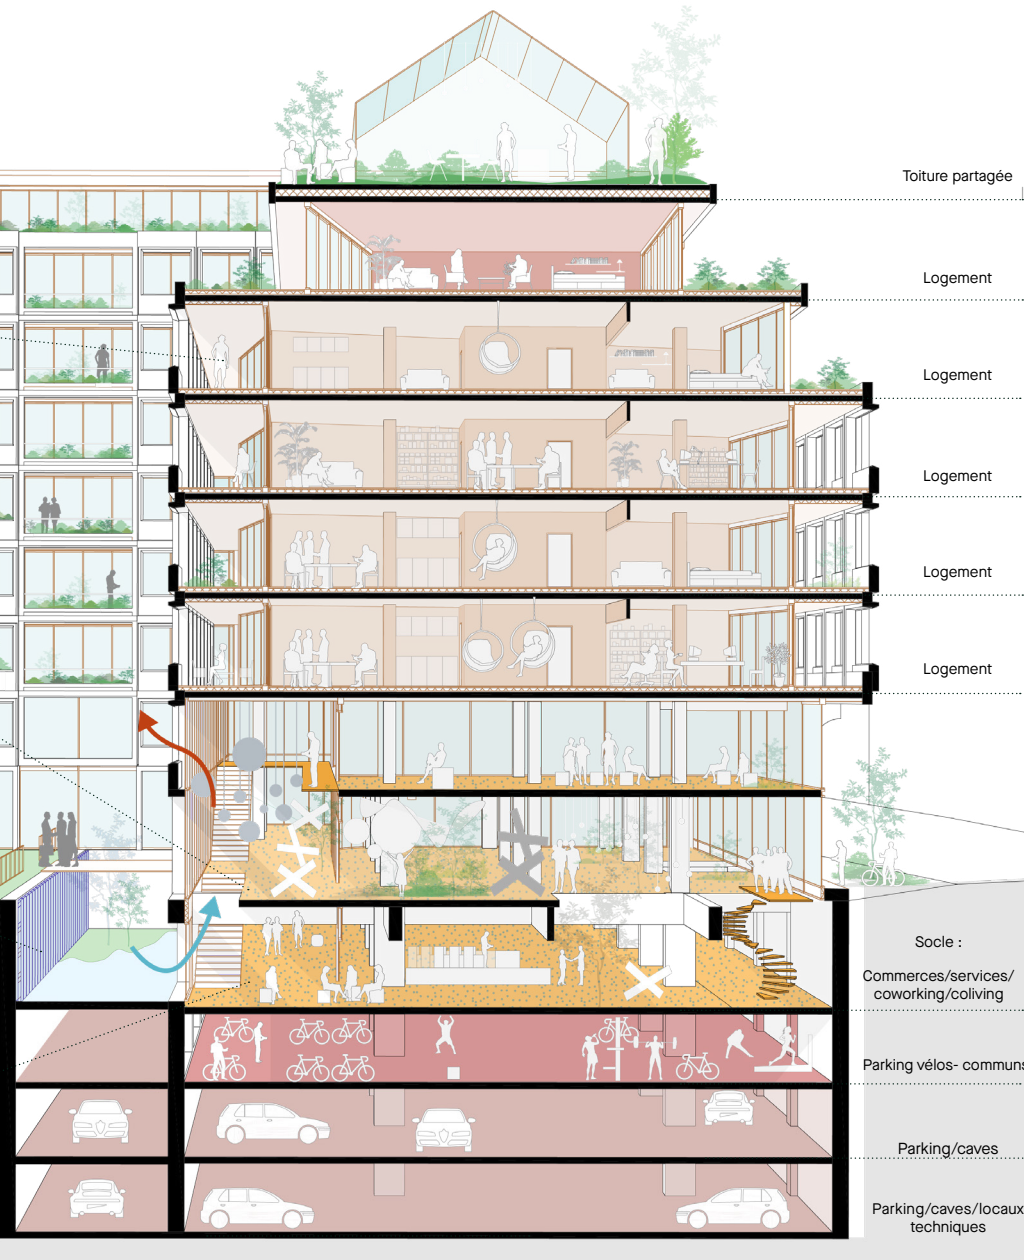 Toiture partagée
Logement
Logement
Logement
Logement
Logement
Socle :
Commerces/services/
coworking/coliving
Parking vélos- communs
Parking/caves
Parking/caves/locaux
techniques